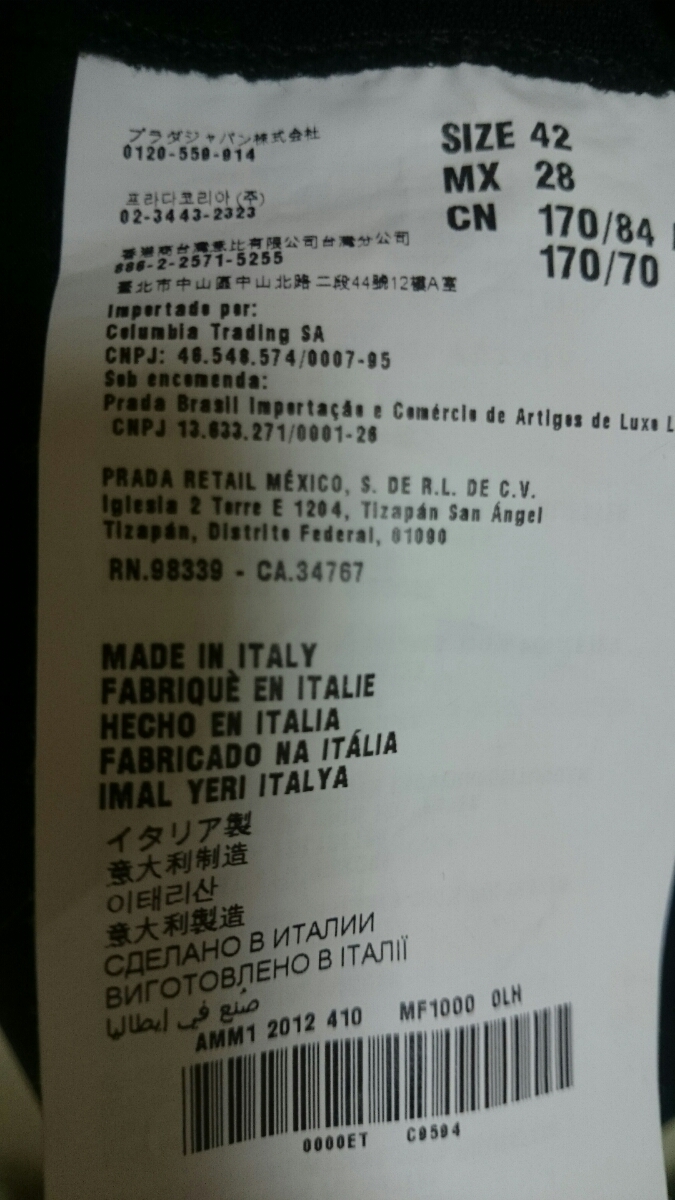 プラダジャパン株式会社
0120-559-914
프라다코리아 (주)
02-3443-2323
香港商台灣惠比有限公司台灣分公司
886-2-2571-5255
臺北市中山區中山北路二段44號12樓A室
Importado por:
Columbia Trading SA
CNPJ: 46.548.574/0007-95
Sob encomenda:
Prada Brasil Importação e Comércio de Artigos de Luxo L
CNPJ 13.633.271/0001-26
PRADA RETAIL MÉXICO, S. DE R.L. DE C.V.
Iglesia 2 Torre E 1204, Tizapán San Ángel
Tizapán, Distrito Federal, 01090
RN.98339 - CA.34767
SIZE 42
MX 28
CN 170/84
170/70
MADE IN ITALY
FABRIQUÈ EN ITALIE
HECHO EN ITALIA
FABRICADO NA ITÁLIA
IMAL YERI ITALYA
イタリア製
意大利制造
이태리산
意大利製造
СДЕЛАНО В ИТАЛИИ
ВИГОТОВЛЕНО В ІТАЛІЇ
صُنع في إيطاليا
AMM1 2012 410 MF1000 0LH
0000ET C9594